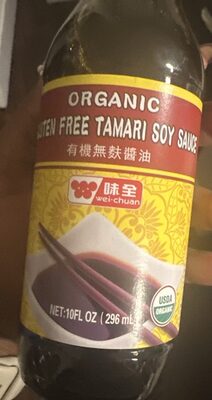 ORGANIC
GLUTEN FREE TAMARI SOY SAUCE
有機無麩醬油
味全
wei-chuan
NET:10FL OZ (296 mL
USDA
ORGANIC